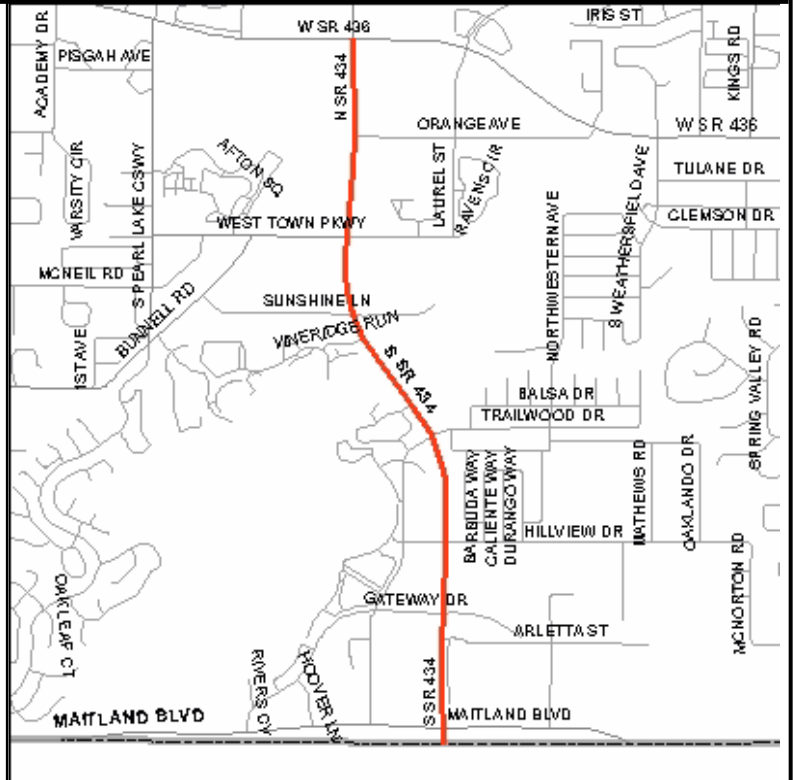 IRIS ST
W SR 436
ACADEMY DR
PISGAH AVE
KINGS RD
N SR 434
ORANGE AVE
W SR 436
AFTON SQ
LAUREL ST
RAVENSCIR
TULANE DR
VARSITY CIR
S PEARL LAKE CSWY
WEST TOWN PKWY
NORTHWESTERN AVE
S WEATHERSFIELD AVE
CLEMSON DR
MCNEIL RD
BUNNELL RD
SUNSHINE LN
VINERIDGE RUN
IST AVE
S SR 434
SPRING VALLEY RD
BALSA DR
TRAILWOOD DR
BARBUDA WAY
CALIENTE WAY
DURANGO WAY
MATHEWS RD
OAKLANDO DR
HILLVIEW DR
MCNORTON RD
OAK LEAF CT
GATEWAY DR
ARLETTA ST
RIVERS CV
HOOVER LN
S SR 434
MAITLAND BLVD
MAITLAND BLVD